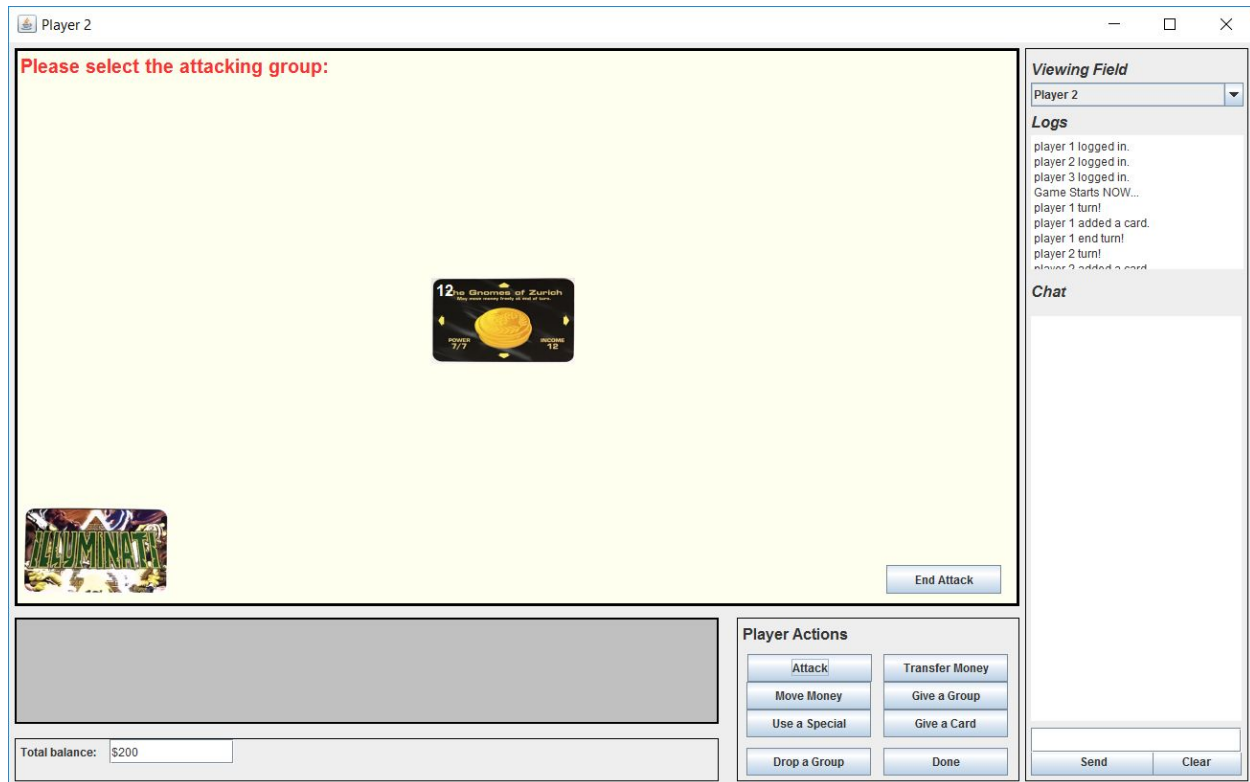 Player 2
Please select the attacking group:
12
The Gnomes of Zurich
May move money freely at end of turn.
POWER
7/7
INCOME
12
ILLUMINATI
End Attack
Viewing Field
Player 2
Logs
player 1 logged in.
player 2 logged in.
player 3 logged in.
Game Starts NOW...
player 1 turn!
player 1 added a card.
player 1 end turn!
player 2 turn!
player 2 added a card
Chat
Send
Clear
Player Actions
Attack
Transfer Money
Move Money
Give a Group
Use a Special
Give a Card
Drop a Group
Done
Total balance: $200